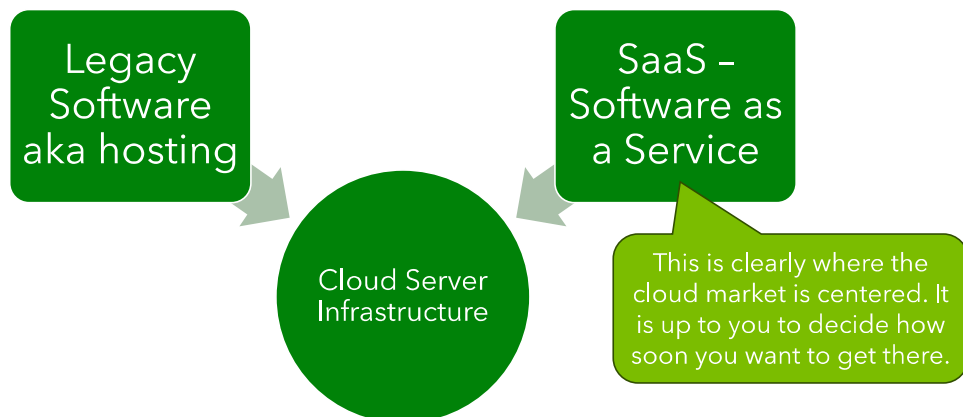 Legacy
Software
aka hosting
SaaS –
Software as
a Service
Cloud Server
Infrastructure
This is clearly where the
cloud market is centered. It
is up to you to decide how
soon you want to get there.